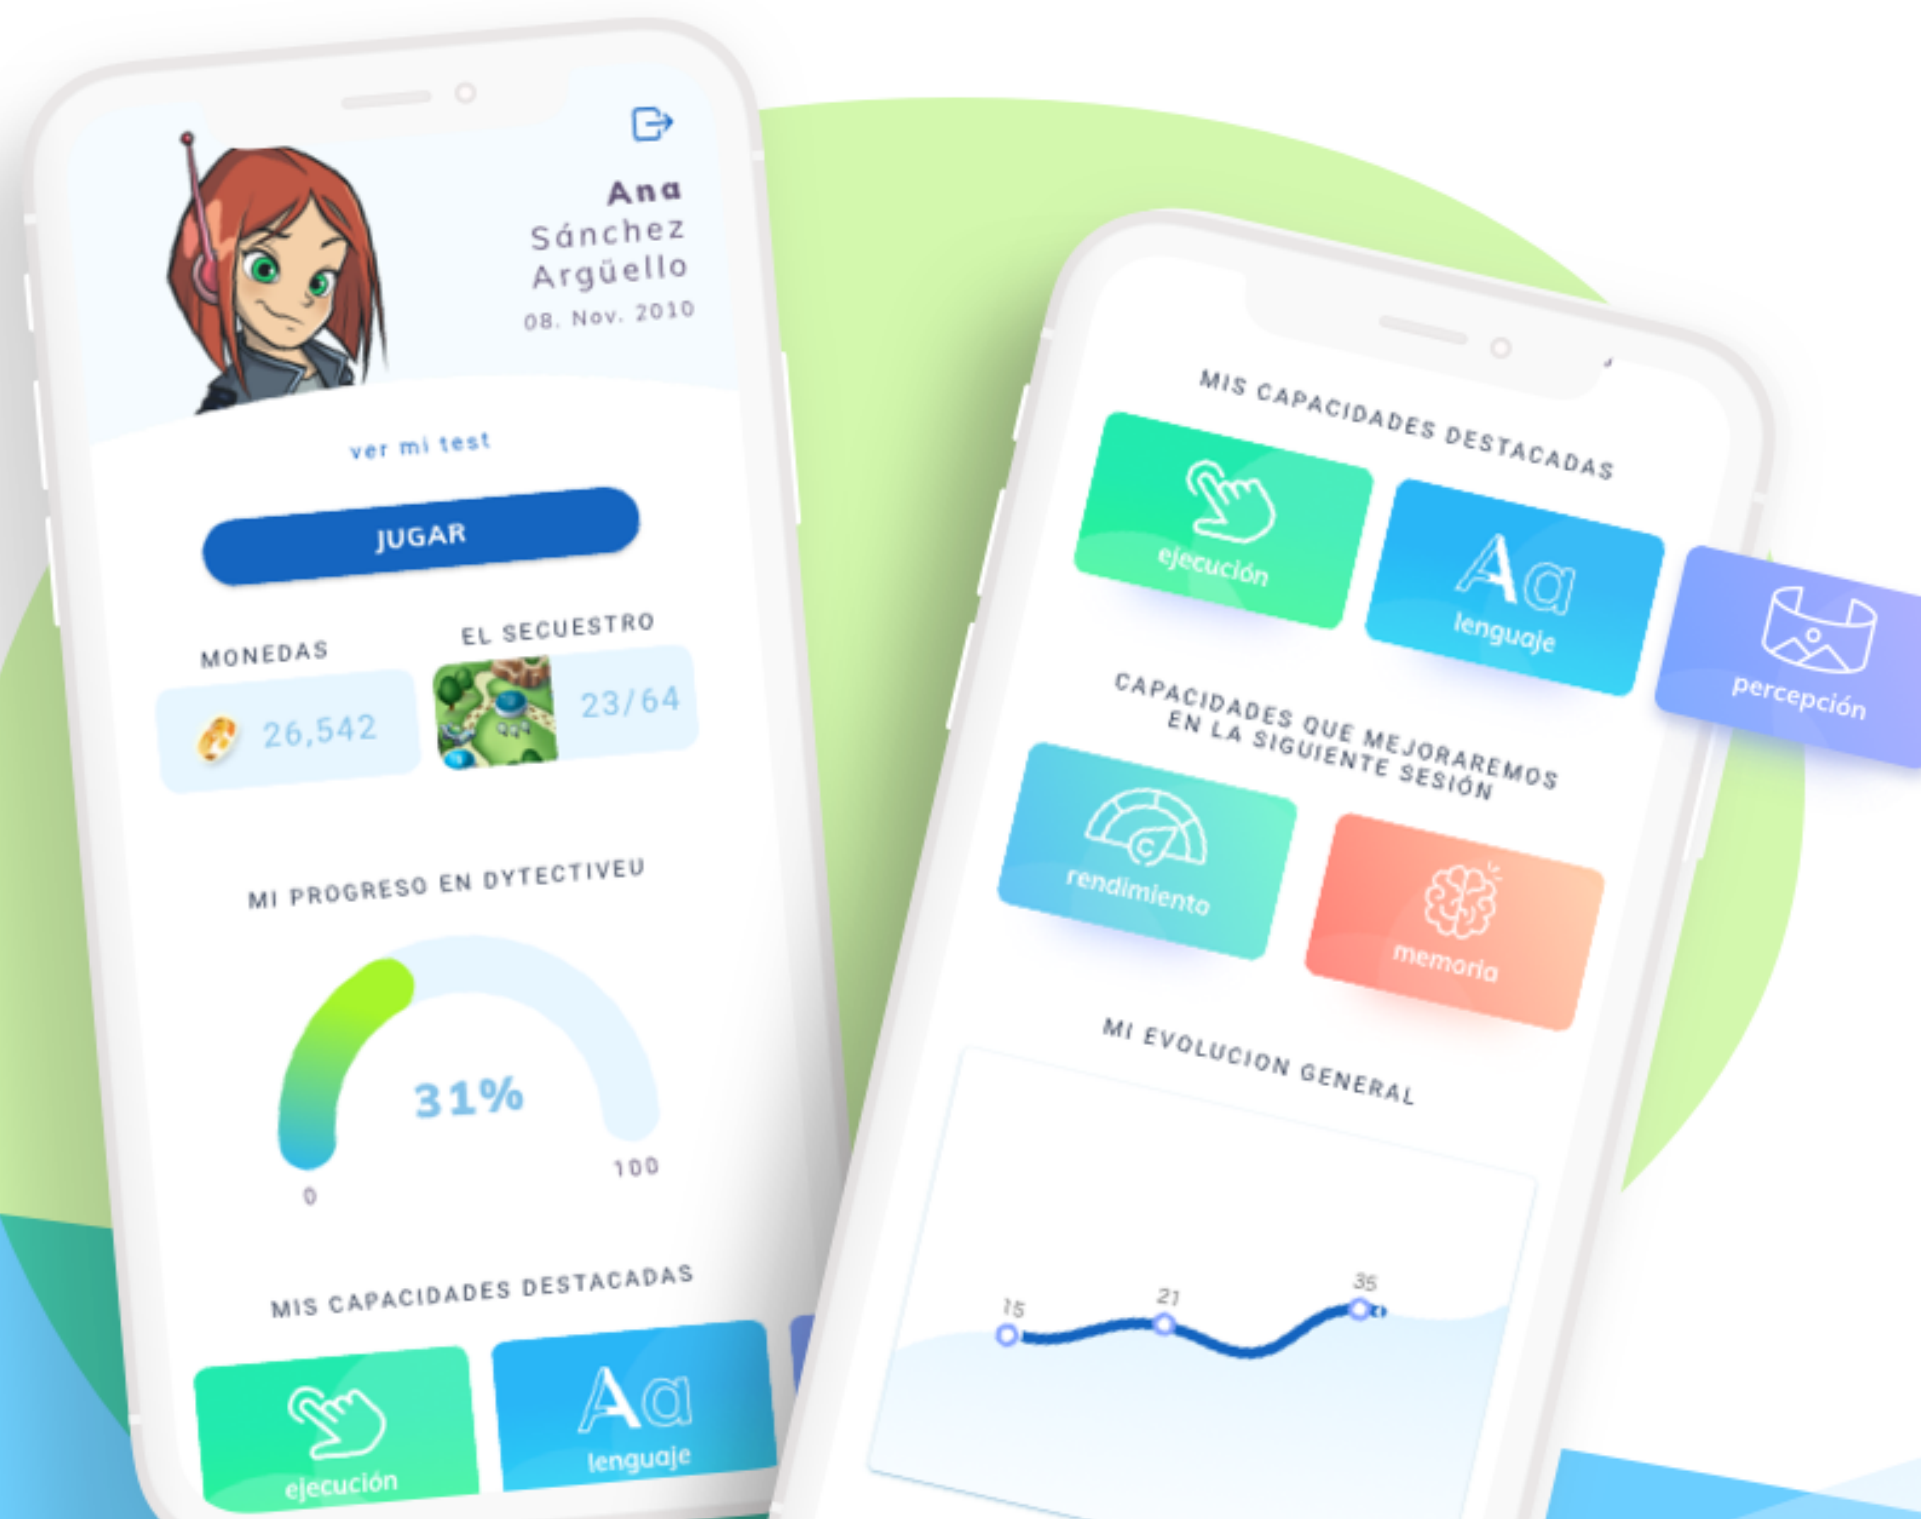 Ana
Sánchez
Argüello
08. Nov. 2010
ver mi test
JUGAR
MONEDAS
26,542
EL SECUESTRO
23/64
MI PROGRESO EN DYTECTIVEU
31%
0
100
MIS CAPACIDADES DESTACADAS
ejecución
lenguaje
MIS CAPACIDADES DESTACADAS
ejecución
lenguaje
percepción
CAPACIDADES QUE MEJORAREMOS
EN LA SIGUIENTE SESIÓN
rendimiento
memoria
MI EVOLUCION GENERAL
15
21
35